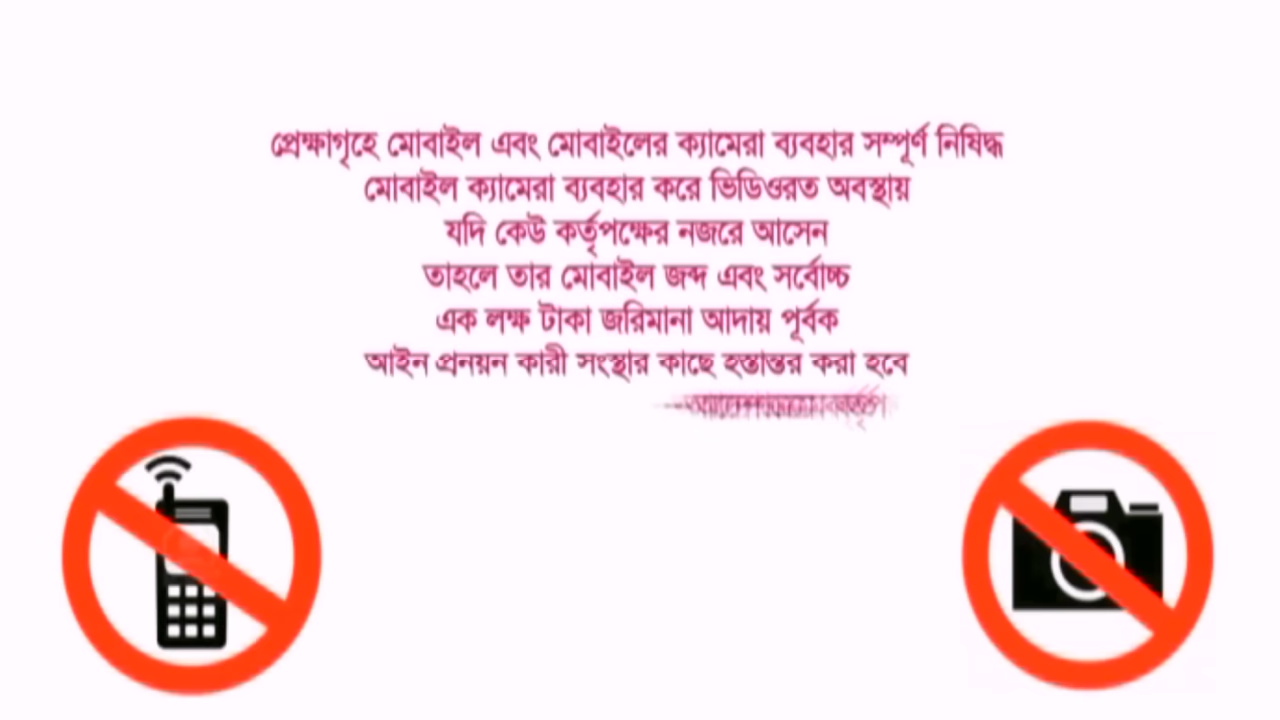 প্রেক্ষাগৃহে মোবাইল এবং মোবাইলের ক্যামেরা ব্যবহার সম্পূর্ণ নিষিদ্ধ
মোবাইল ক্যামেরা ব্যবহার করে ভিডিওরত অবস্থায়
যদি কেউ কর্তৃপক্ষের নজরে আসেন
তাহলে তার মোবাইল জব্দ এবং সর্বোচ্চ
এক লক্ষ টাকা জরিমানা আদায় পূর্বক
আইন প্রনয়ন কারী সংস্থার কাছে হস্তান্তর করা হবে